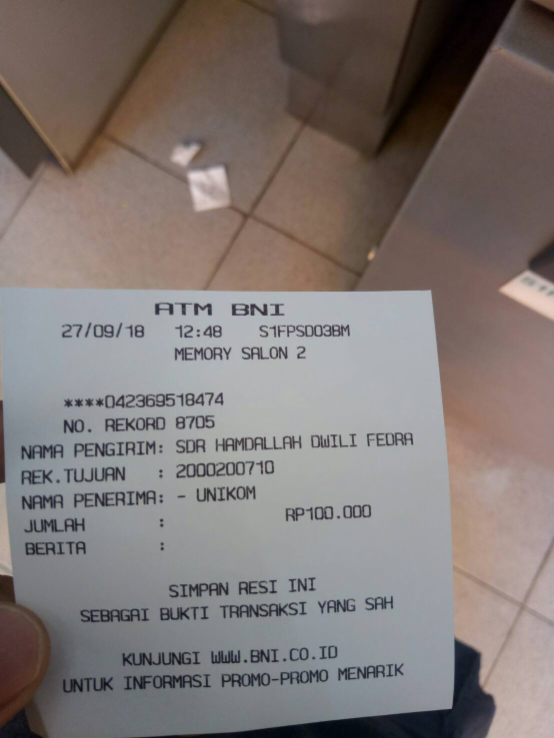 ATM BNI
27/09/18 12:48 S1FPSD03BM
MEMORY SALON 2
****042369518474
NO. REKORD 8705
NAMA PENGIRIM: SDR HAMDALLAH DWILI FEDRA
REK.TUJUAN : 2000200710
NAMA PENERIMA: - UNIKOM
JUMLAH : RP100.000
BERITA :
SIMPAN RESI INI
SEBAGAI BUKTI TRANSAKSI YANG SAH
KUNJUNGI WWW.BNI.CO.ID
UNTUK INFORMASI PROMO-PROMO MENARIK